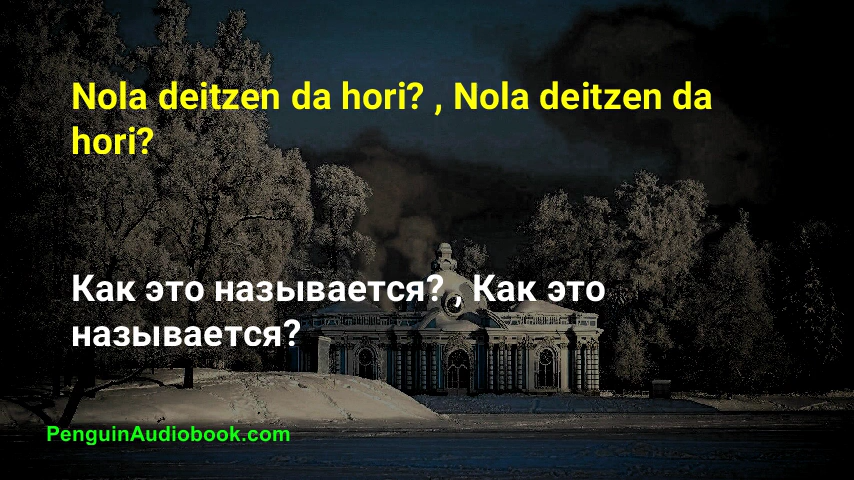 Nola deitzen da hori? , Nola deitzen da
hori?
Как это называется? , Как это
называется?
PenguinAudiobook.com